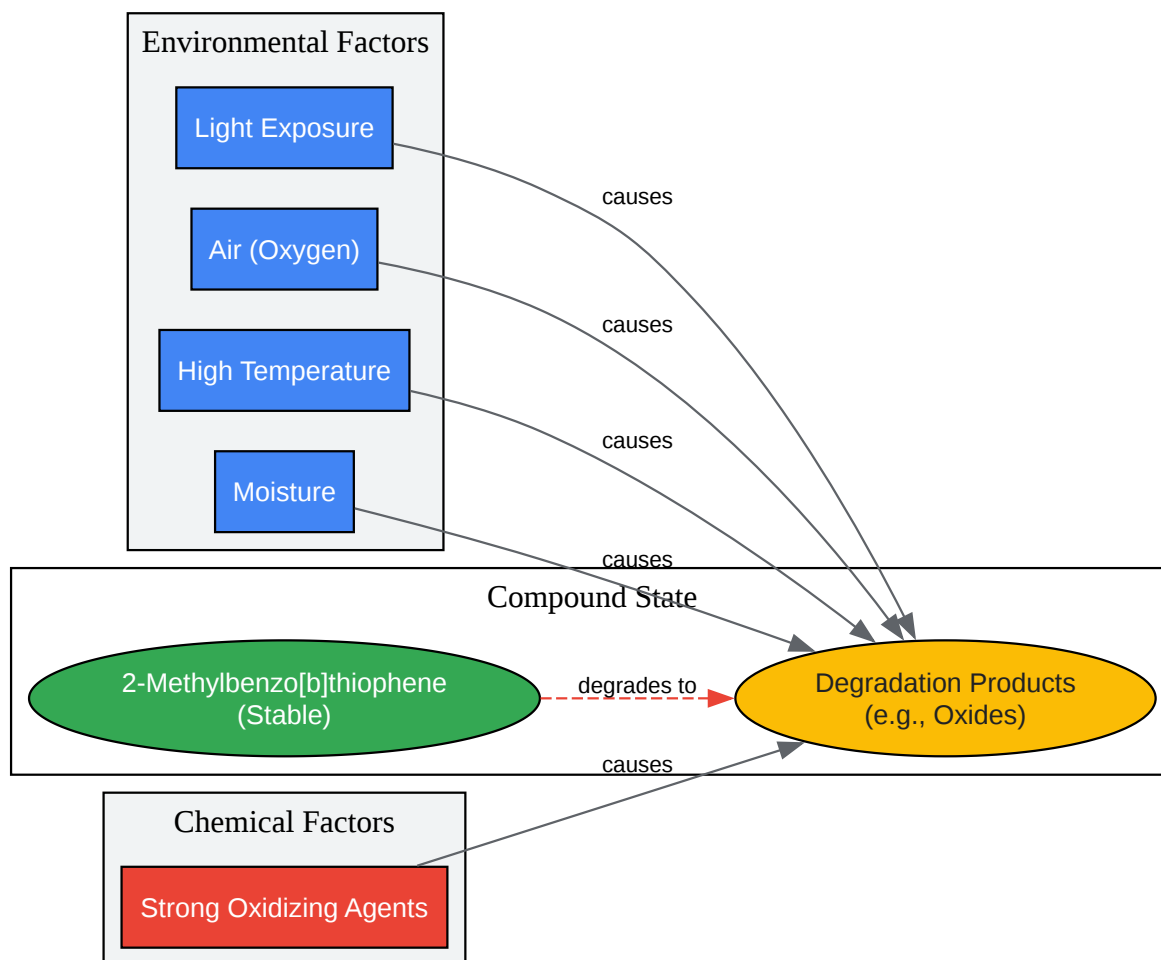 Environmental Factors
Light Exposure
causes
Air (Oxygen)
causes
High Temperature
causes
Moisture
causes
Compound State
2-Methylbenzo[b]thiophene
(Stable)
degrades to
Degradation Products
(e.g., Oxides)
causes
Chemical Factors
Strong Oxidizing Agents